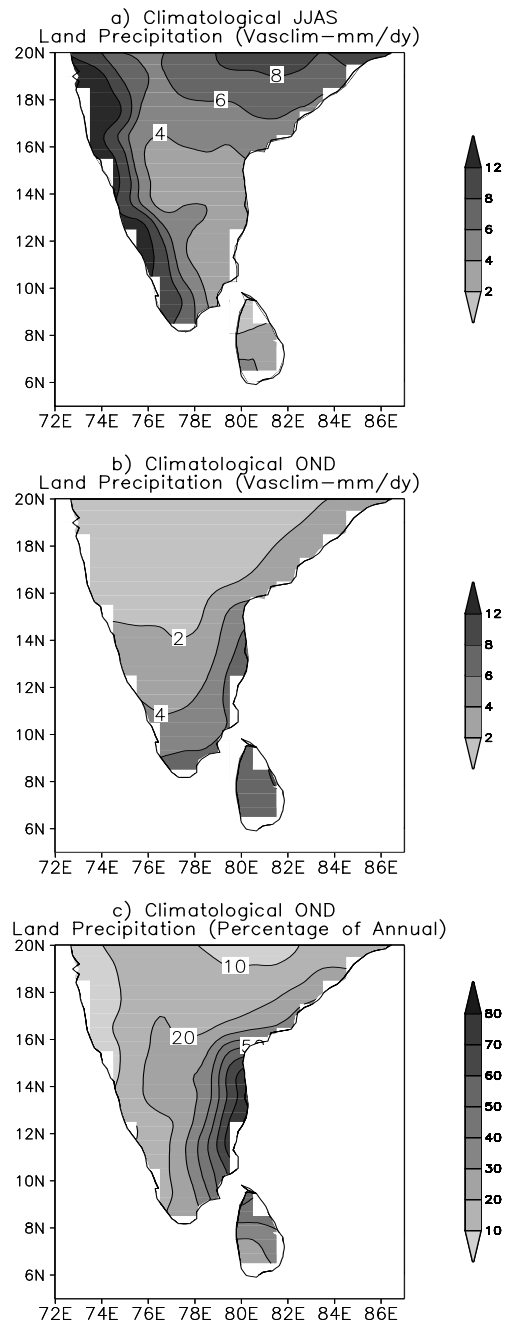 a) Climatological JJAS
Land Precipitation (Vasclim-mm/dy)
20N
18N
16N
14N
12N
10N
8N
6N
8
6
4
72E 74E 76E 78E 80E 82E 84E 86E
12
8
6
4
2
b) Climatological OND
Land Precipitation (Vasclim-mm/dy)
20N
18N
16N
14N
12N
10N
8N
6N
2
4
72E 74E 76E 78E 80E 82E 84E 86E
12
8
6
4
2
c) Climatological OND
Land Precipitation (Percentage of Annual)
20N
18N
16N
14N
12N
10N
8N
6N
10
20
72E 74E 76E 78E 80E 82E 84E 86E
80
70
60
50
40
30
20
10